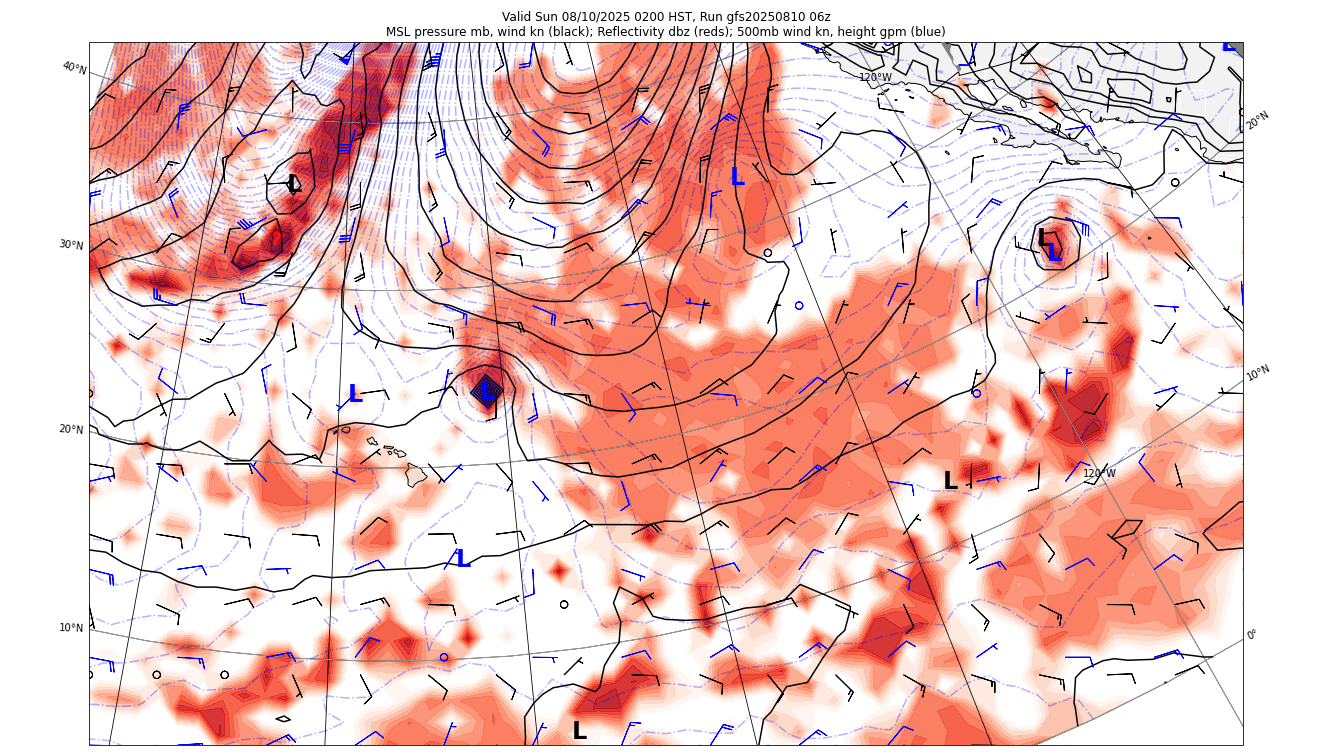 Valid Sun 08/10/2025 0200 HST, Run gfs20250810 06z
MSL pressure mb, wind kn (black); Reflectivity dbz (reds); 500mb wind kn, height gpm (blue)
L
40°N
120°W
20°N
L
L
30°N
L
L
10°N
L
L
20°N
120°W
L
L
10°N
0°
L